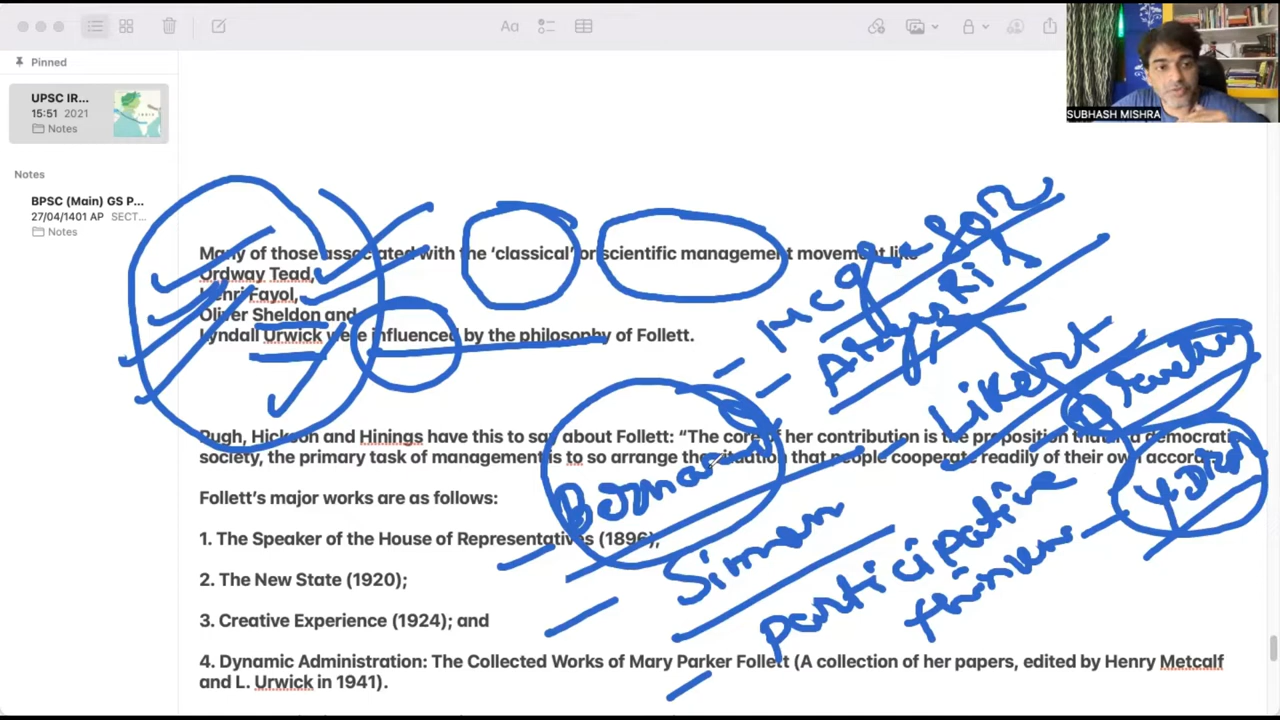 Aa
Pinned
UPSC IR...
15:51 2021
Notes
Notes
BPSC (Main) GS P...
27/04/1401 AP SECT...
Notes
SUBHASH MISHRA
Many of those associated with the ‘classical’ or scientific management movement like
Ordway Tead,
Henri Fayol,
Oliver Sheldon and
Lyndall Urwick were influenced by the philosophy of Follett.
McGregor
Argyris
Likert
Pugh, Hickson and Hinings have this to say about Follett: “The core of her contribution is the proposition that in a democratic
society, the primary task of management is to so arrange the situation that people cooperate readily of their own accord
Bernard
Y. Dror
Simon
participative
thinkers
Follett’s major works are as follows:
1. The Speaker of the House of Representatives (1896);
2. The New State (1920);
3. Creative Experience (1924); and
4. Dynamic Administration: The Collected Works of Mary Parker Follett (A collection of her papers, edited by Henry Metcalf
and L. Urwick in 1941).